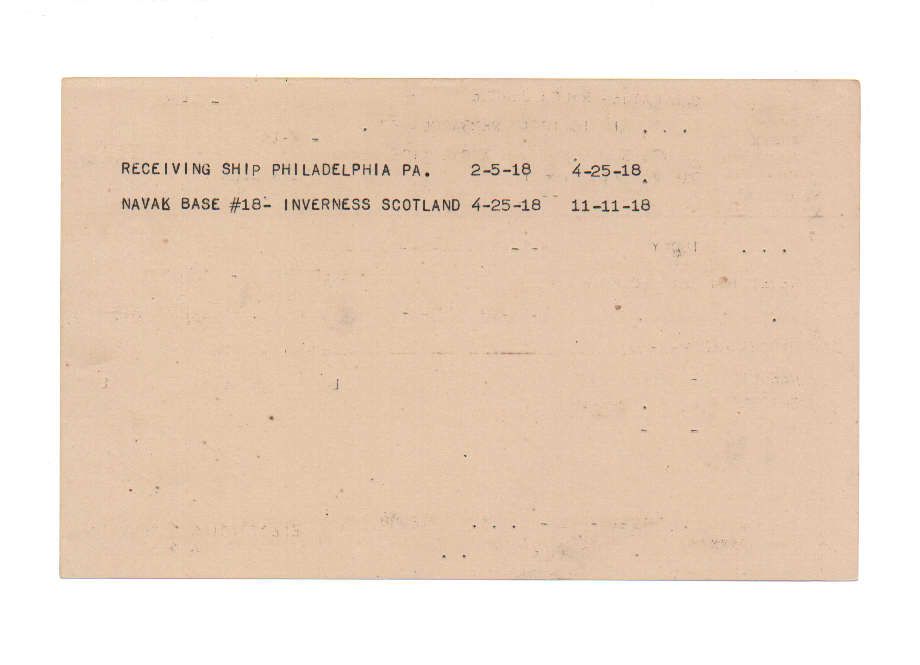 RECEIVING SHIP PHILADELPHIA PA. 2-5-18 4-25-18
NAVAL BASE #18- INVERNESS SCOTLAND 4-25-18 11-11-18